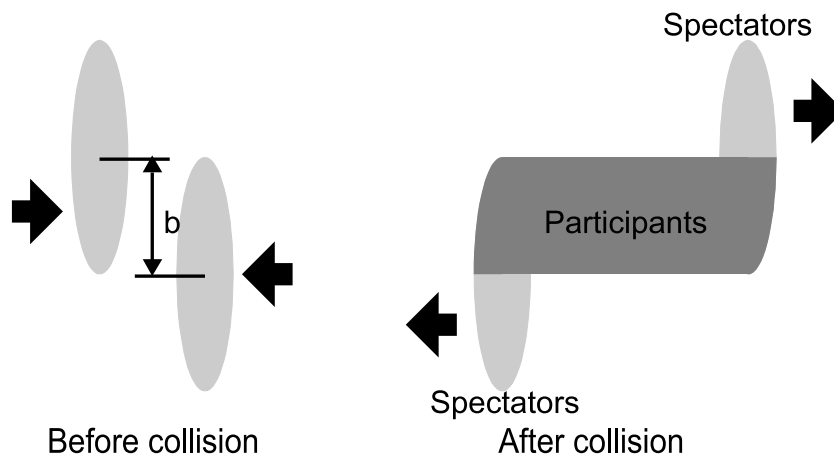 b
Before collision
Spectators
Participants
Spectators
After collision